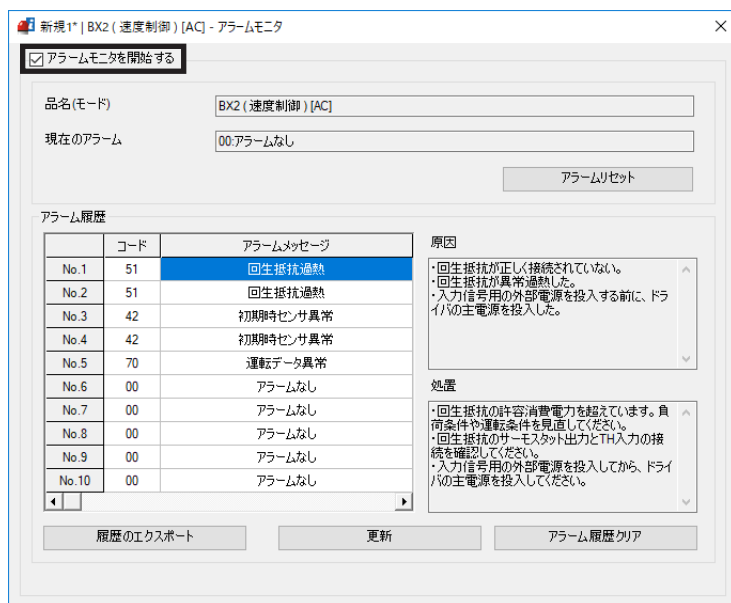 新規1* | BX2 ( 速度制御 ) [AC] - アラームモニタ
アラームモニタを開始する
品名(モード) BX2 ( 速度制御 ) [AC]
現在のアラーム 00:アラームなし
アラームリセット
アラーム履歴
コード アラームメッセージ
No.1 51 回生抵抗過熱
No.2 51 回生抵抗過熱
No.3 42 初期時センサ異常
No.4 42 初期時センサ異常
No.5 70 運転データ異常
No.6 00 アラームなし
No.7 00 アラームなし
No.8 00 アラームなし
No.9 00 アラームなし
No.10 00 アラームなし
原因
・回生抵抗が正しく接続されていない。
・回生抵抗が異常過熱した。
・入力信号用の外部電源を投入する前に、ドラ
イバの主電源を投入した。
処置
・回生抵抗の許容消費電力を超えています。負
荷条件や運転条件を見直してください。
・回生抵抗のサーモスタット出力とTH入力の接
続を確認してください。
・入力信号用の外部電源を投入してから、ドライ
バの主電源を投入してください。
履歴のエクスポート 更新 アラーム履歴クリア